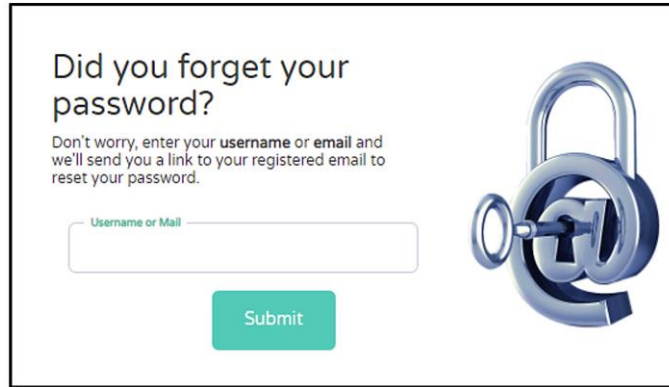 Did you forget your
password?
Don't worry, enter your username or email and
we'll send you a link to your registered email to
reset your password.
Username or Mail
Submit